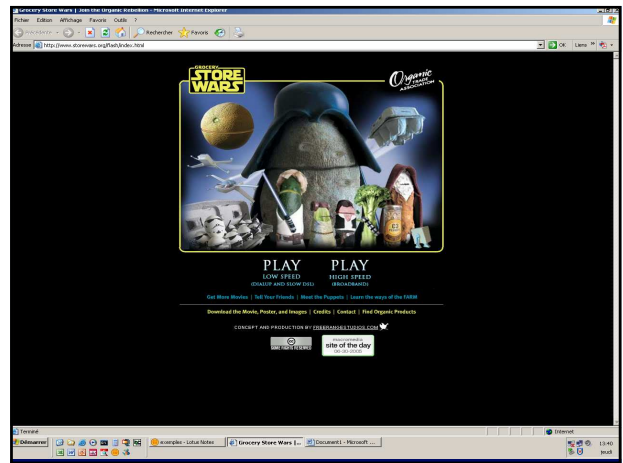 Grocery Store Wars | Join the Organic Rebellion - Microsoft Internet Explorer
Fichier Edition Affichage Favoris Outils ?
Précédente Rechercher Favoris
Adresse http://www.storewars.org/flash/index.html OK Liens »
GROCERY
STORE
WARS
Organic
TRADE
ASSOCIATION
PLAY PLAY
LOW SPEED HIGH SPEED
(DIALUP AND SLOW DSL) (BROADBAND)
Get More Movies | Tell Your Friends | Meet the Puppets | Learn the ways of the FARM
Download the Movie, Poster, and Images | Credits | Contact | Find Organic Products
CONCEPT AND PRODUCTION BY FREERANGESTUDIOS.COM
SOME RIGHTS RESERVED
macromedia
site of the day
06-30-2005
Terminé Internet
Démarrer exemples - Lotus Notes Grocery Store Wars |... Document1 - Microsoft ... 13:40
jeudi